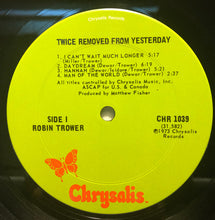 Chrysalis Records
TWICE REMOVED FROM YESTERDAY
1. I CAN'T WAIT MUCH LONGER : 5:17
(Miller/Trower)
2. DAYDREAM (Dewar/Trower) 6:19
3. HANNAH (Dewar/Isidore/Trower) 5:23
4. MAN OF THE WORLD (Dewar/Trower) 2:37
All titles controlled by Chrysalis Music, Inc.
ASCAP for U.S. & Canada
Produced by Matthew Fisher
SIDE I
ROBIN TROWER
CHR 1039
(31,582)
℗1973 Chrysalis
Records
Chrysalis